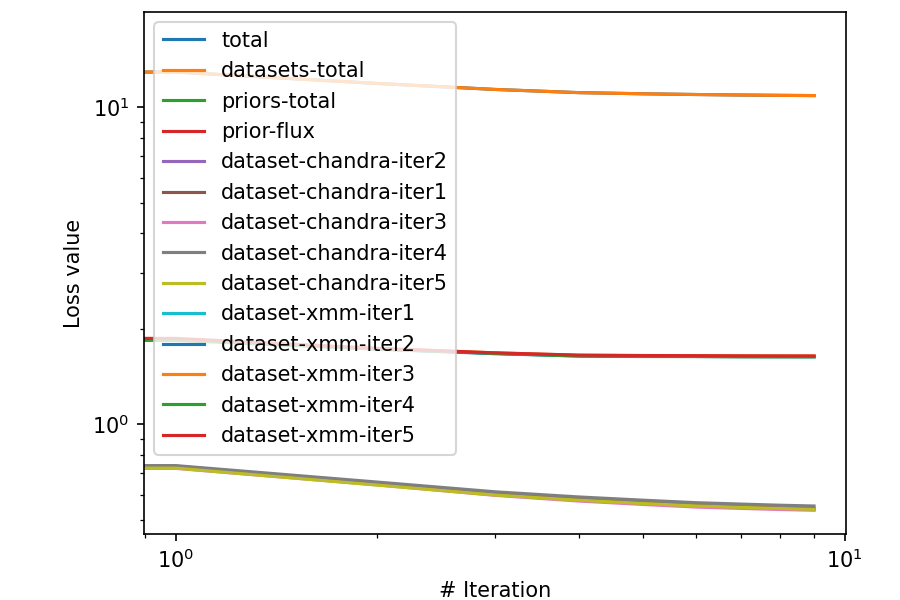 total
datasets-total
priors-total
prior-flux
dataset-chandra-iter2
dataset-chandra-iter1
dataset-chandra-iter3
dataset-chandra-iter4
dataset-chandra-iter5
dataset-xmm-iter1
dataset-xmm-iter2
dataset-xmm-iter3
dataset-xmm-iter4
dataset-xmm-iter5
10¹
10⁰
Loss value
10⁰ 10¹
# Iteration